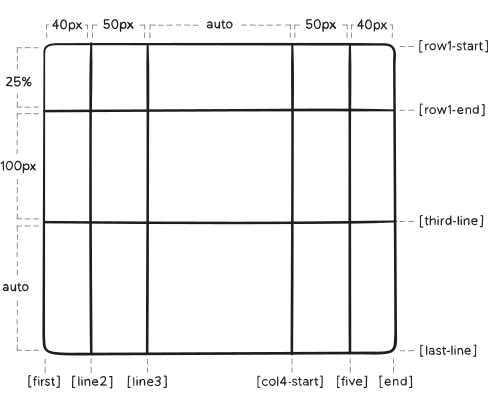 40px 50px auto 50px 40px
[row1-start]
25%
[row1-end]
100px
[third-line]
auto
[last-line]
[first] [line2] [line3] [col4-start] [five] [end]